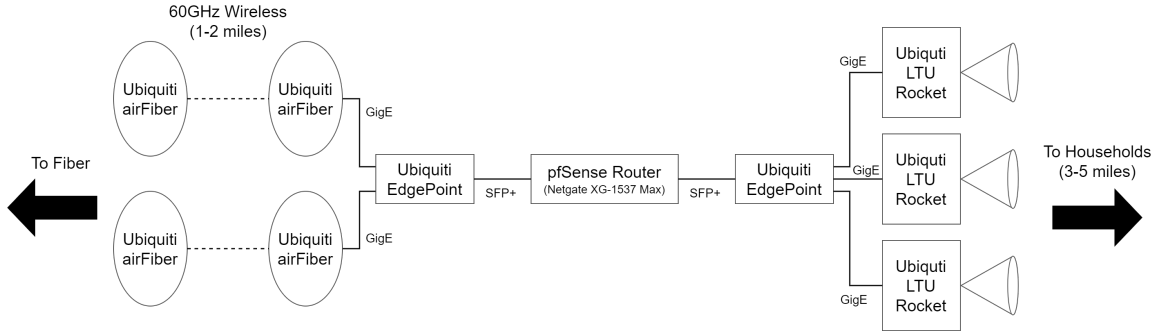 60GHz Wireless
(1-2 miles)
Ubiquiti
airFiber
Ubiquiti
airFiber
GigE
To Fiber
Ubiquiti
airFiber
Ubiquiti
airFiber
GigE
Ubiquiti
EdgePoint
SFP+
pfSense Router
(Netgate XG-1537 Max)
SFP+
Ubiquiti
EdgePoint
GigE
Ubiquti
LTU
Rocket
GigE
Ubiquti
LTU
Rocket
GigE
Ubiquti
LTU
Rocket
To Households
(3-5 miles)